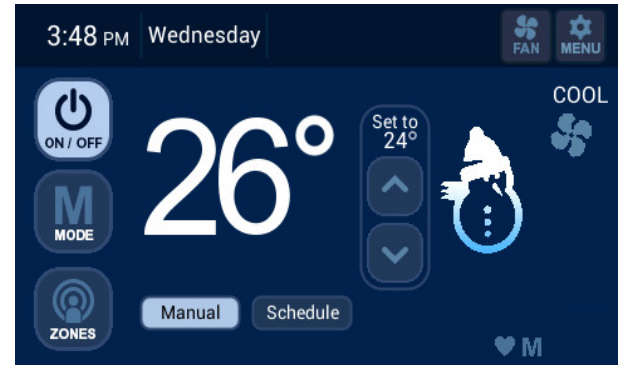 3:48 PM Wednesday
FAN
MENU
ON / OFF
26°
Set to
24°
COOL
M
MODE
ZONES
Manual
Schedule
M